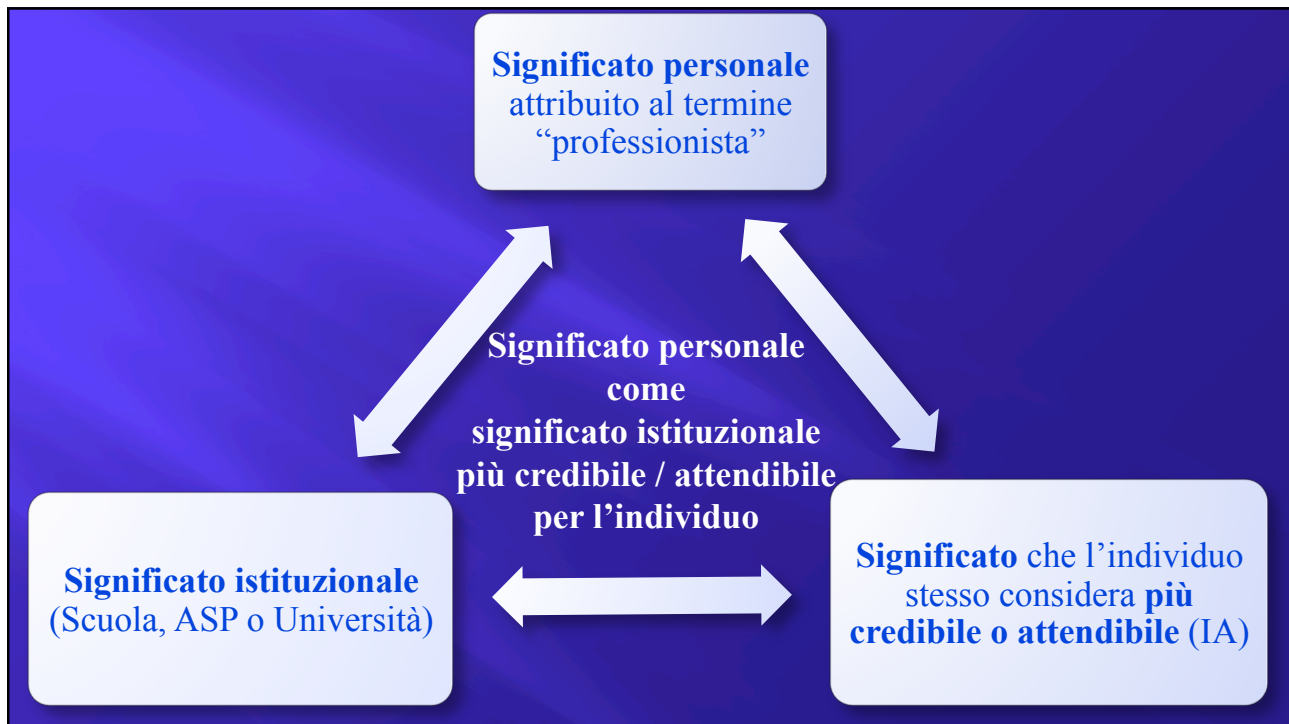 Significato personale
attribuito al termine
“professionista”
Significato personale
come
significato istituzionale
più credibile / attendibile
per l’individuo
Significato istituzionale
(Scuola, ASP o Università)
Significato che l’individuo
stesso considera più
credibile o attendibile (IA)